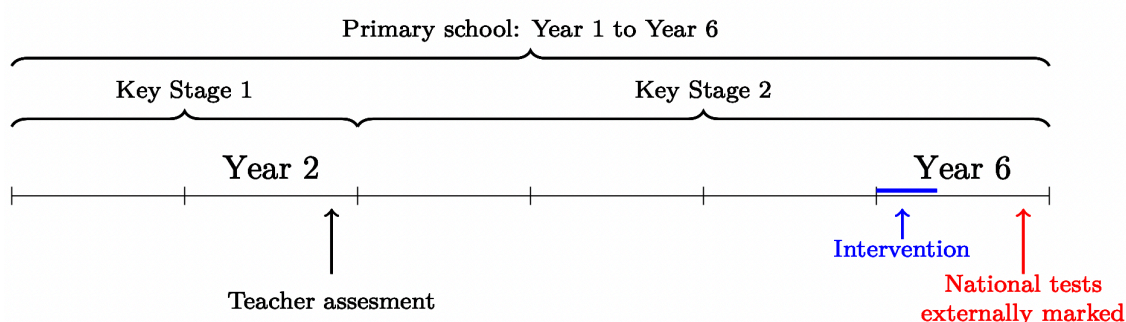 Primary school: Year 1 to Year 6
Key Stage 1
Key Stage 2
Year 2
Year 6
Intervention
National tests
Teacher assesment
externally marked